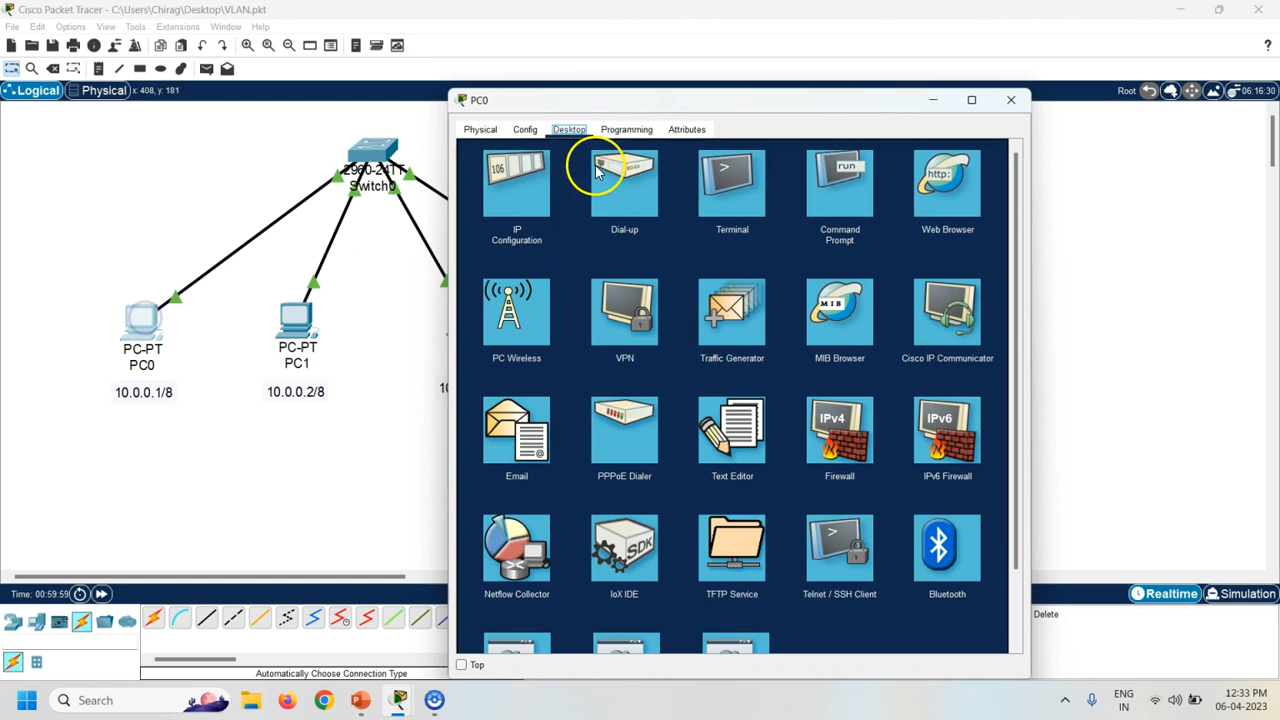 Cisco Packet Tracer - C:\Users\Chirag\Desktop\VLAN.pkt
File Edit Options View Tools Extensions Window Help
Logical Physical x: 408, y: 181 Root 06:16:30
PC0
Physical Config Desktop Programming Attributes
2960-24TT
Switch0
106
run
http:
IP
Configuration
Dial-up
Terminal
Command
Prompt
Web Browser
MIB
PC Wireless
VPN
Traffic Generator
MIB Browser
Cisco IP Communicator
PC-PT
PC0
10.0.0.1/8
PC-PT
PC1
10.0.0.2/8
IPv4
IPv6
Email
PPPoE Dialer
Text Editor
Firewall
IPv6 Firewall
SDK
Netflow Collector
IoX IDE
TFTP Service
Telnet / SSH Client
Bluetooth
Time: 00:59:59
Realtime Simulation
Delete
Top
Automatically Choose Connection Type
Search
ENG
IN
12:33 PM
06-04-2023